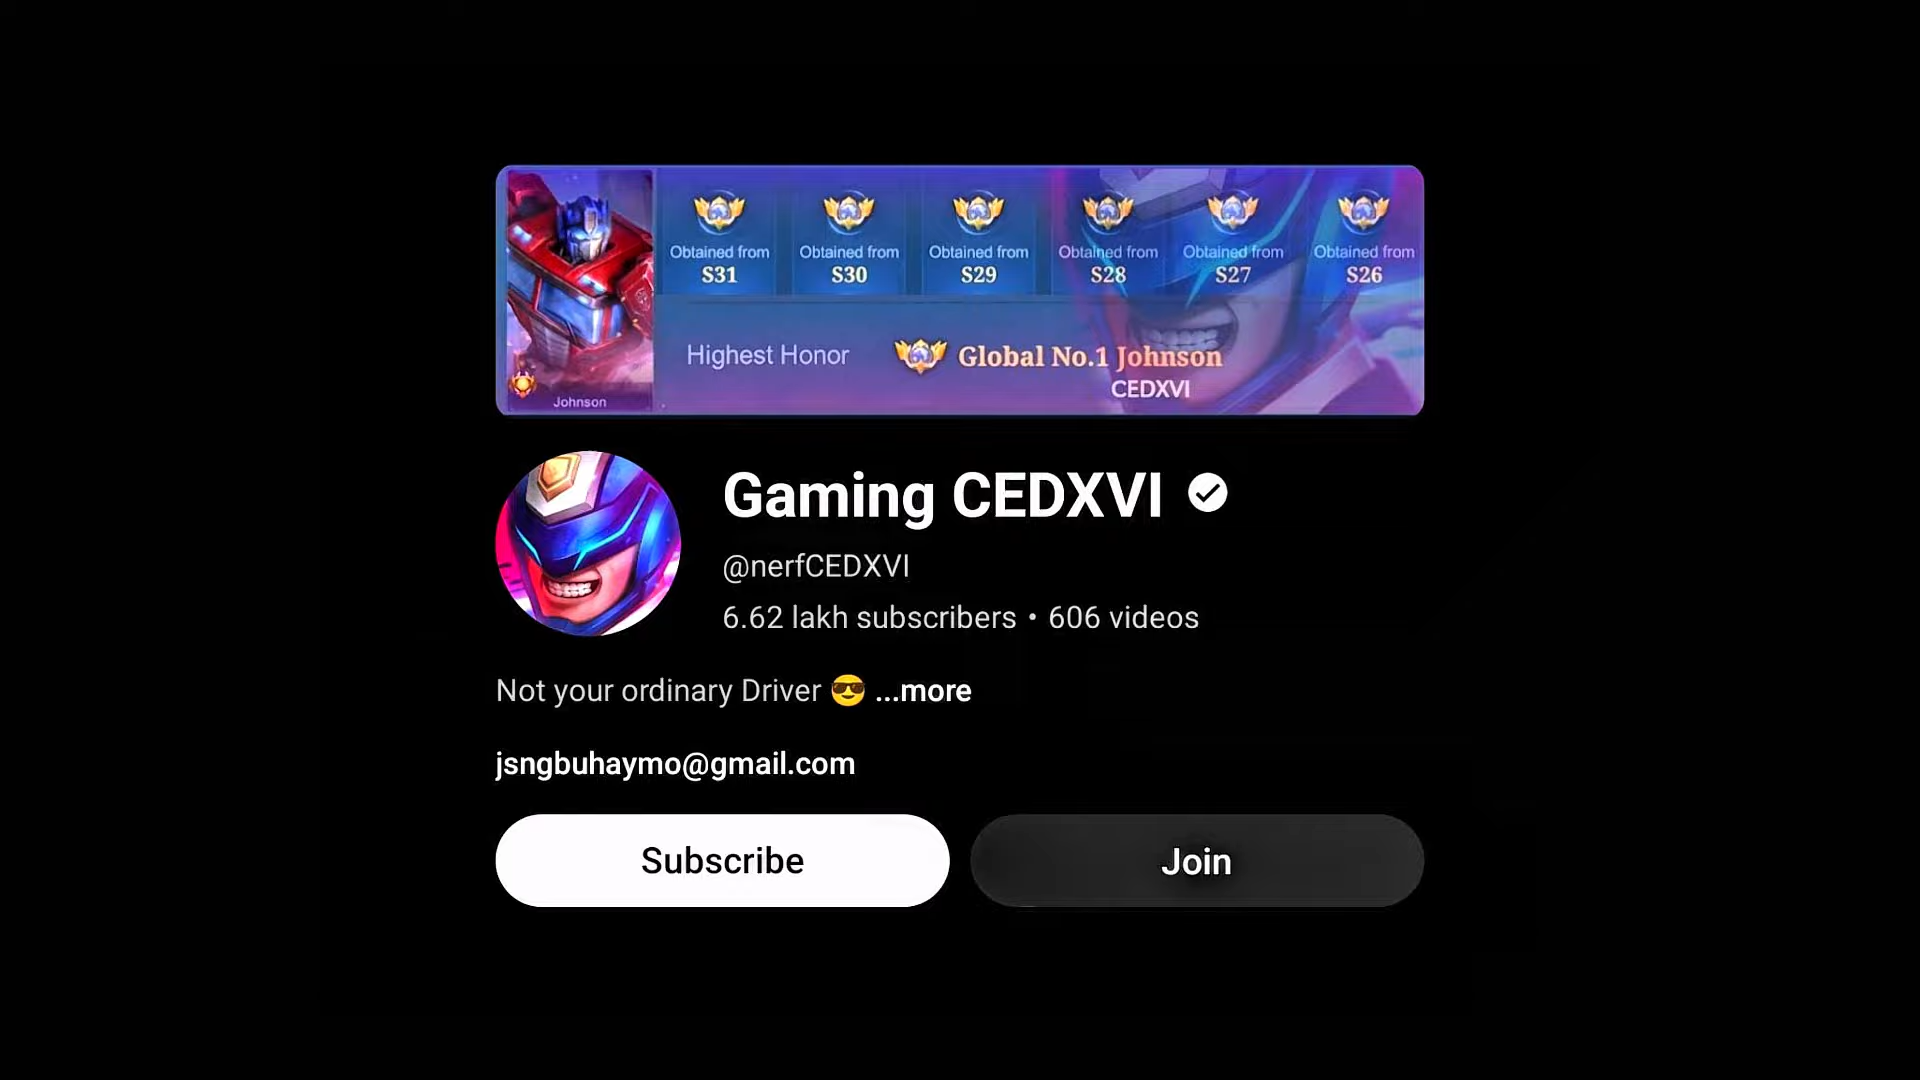 Obtained from Obtained from Obtained from Obtained from Obtained from Obtained from
S31 S30 S29 S28 S27 S26
Highest Honor Global No.1 Johnson
CEDXVI
Johnson
Gaming CEDXVI
@nerfCEDXVI
6.62 lakh subscribers • 606 videos
Not your ordinary Driver 😎 ...more
jsngbuhaymo@gmail.com
Subscribe Join